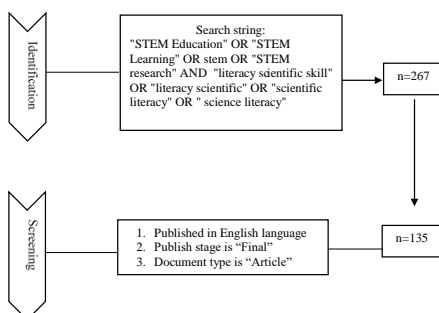 Identification
Search string:
"STEM Education" OR "STEM
Learning" OR stem OR "STEM
research" AND "literacy scientific skill"
OR "literacy scientific" OR "scientific
literacy" OR " science literacy"
n=267
Screening
1. Published in English language
2. Publish stage is “Final”
3. Document type is “Article”
n=135